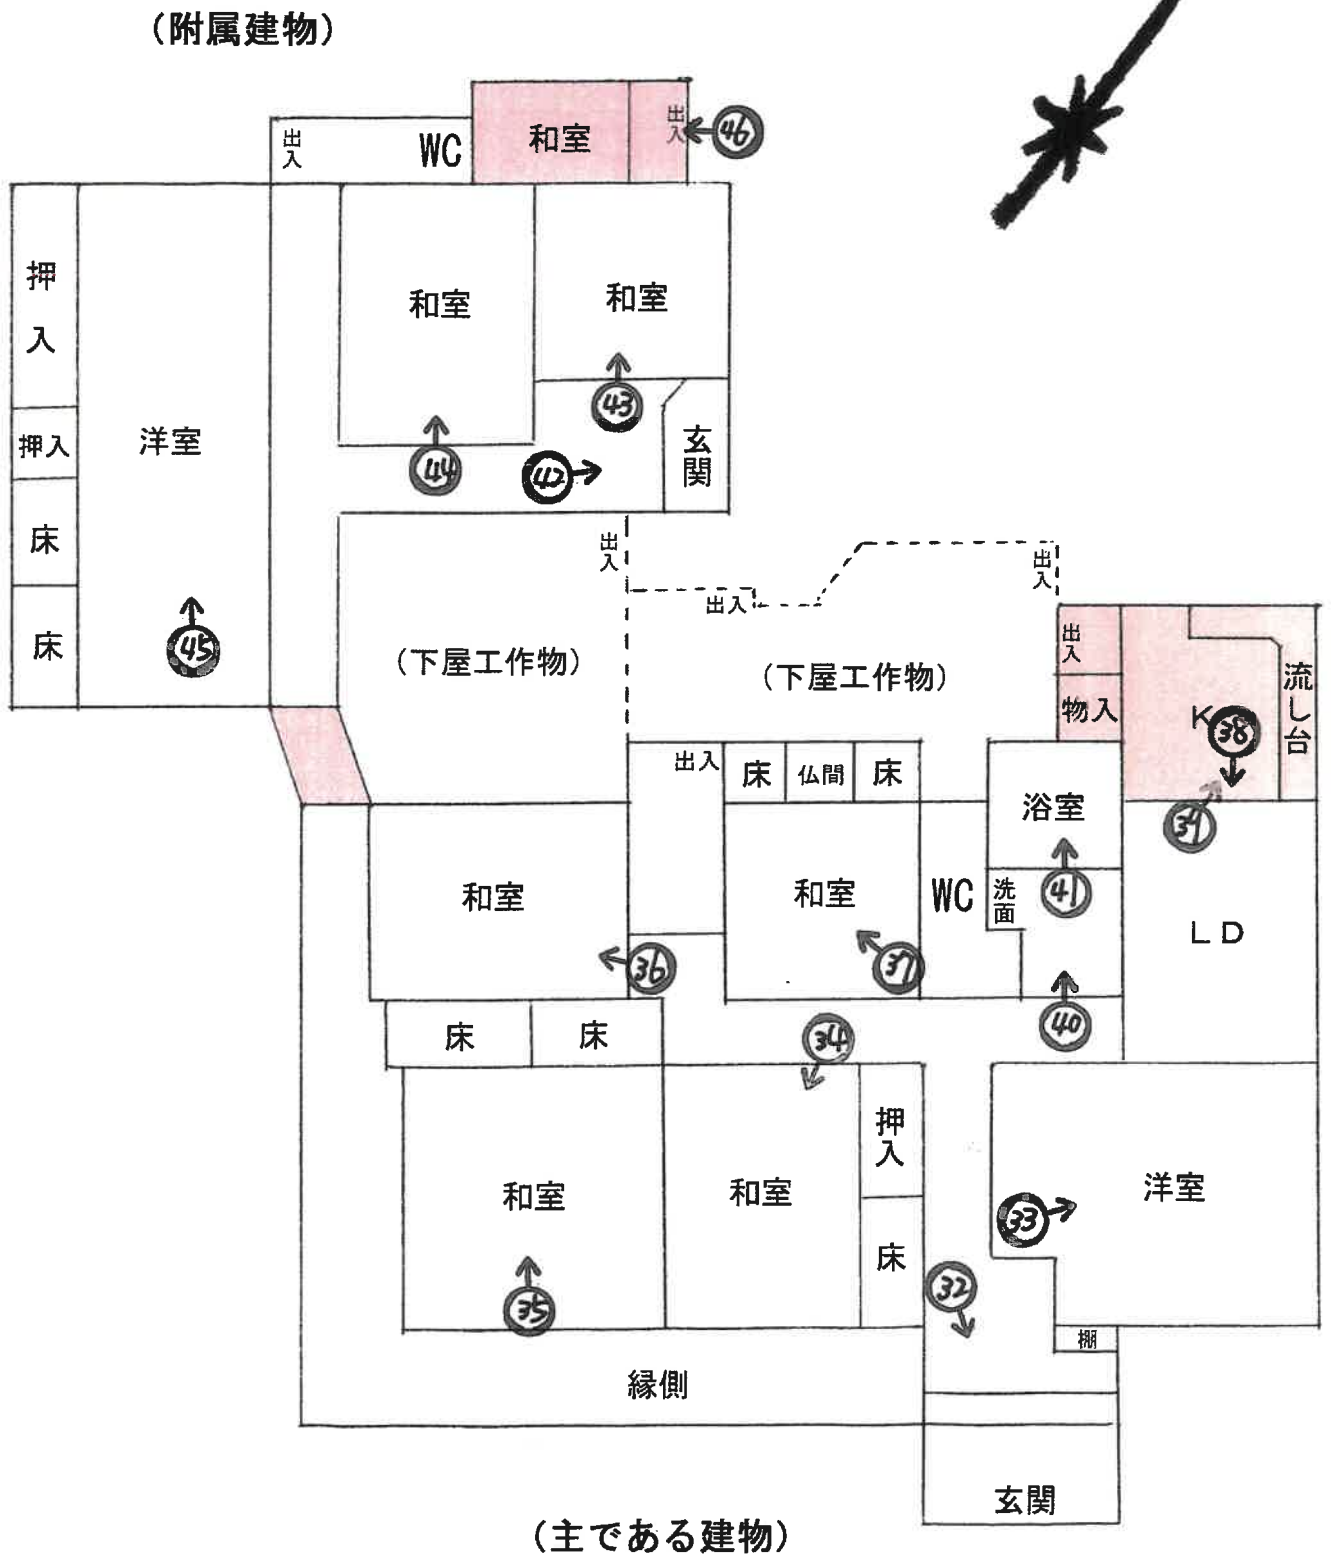 (附属建物)
出入
WC
和室
出入
46
押入
和室
和室
43
押入
洋室
44
42
玄関
床
出入
出入
出入
床
45
(下屋工作物)
(下屋工作物)
出入
物入
K
38
流し台
出入
床
仏間
床
浴室
39
和室
和室
WC
洗面
41
LD
36
37
床
床
34
40
押入
和室
和室
洋室
33
床
35
32
棚
縁側
玄関
(主である建物)